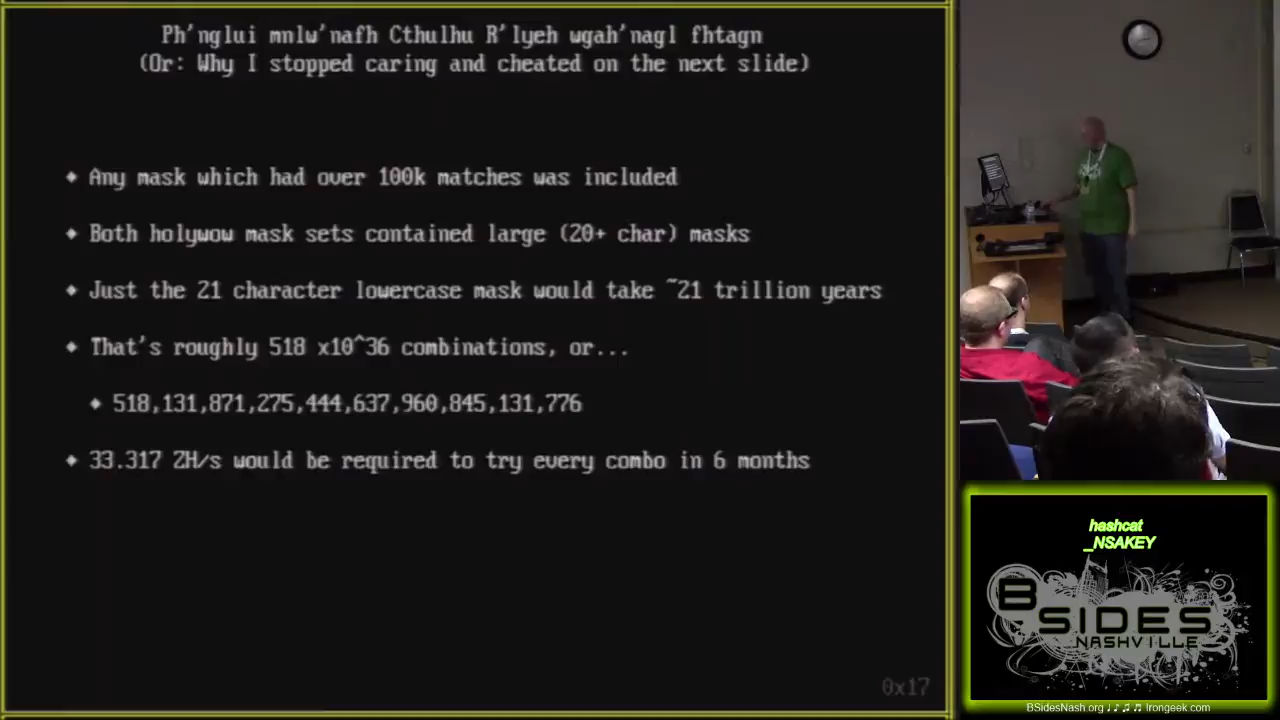 Ph'nglui mnlw'nafh Cthulhu R'lyeh wgah'nagl fhtagn
(Or: Why I stopped caring and cheated on the next slide)
Any mask which had over 100k matches was included
Both holywow mask sets contained large (20+ char) masks
Just the 21 character lowercase mask would take ~21 trillion years
That's roughly 518 x10^36 combinations, or...
518,131,871,275,444,637,960,845,131,776
33.317 ZH/s would be required to try every combo in 6 months
0x17
hashcat
_NSAKEY
BSIDES
NASHVILLE
BSidesNash.org ♩♪♫♬ Irongeek.com